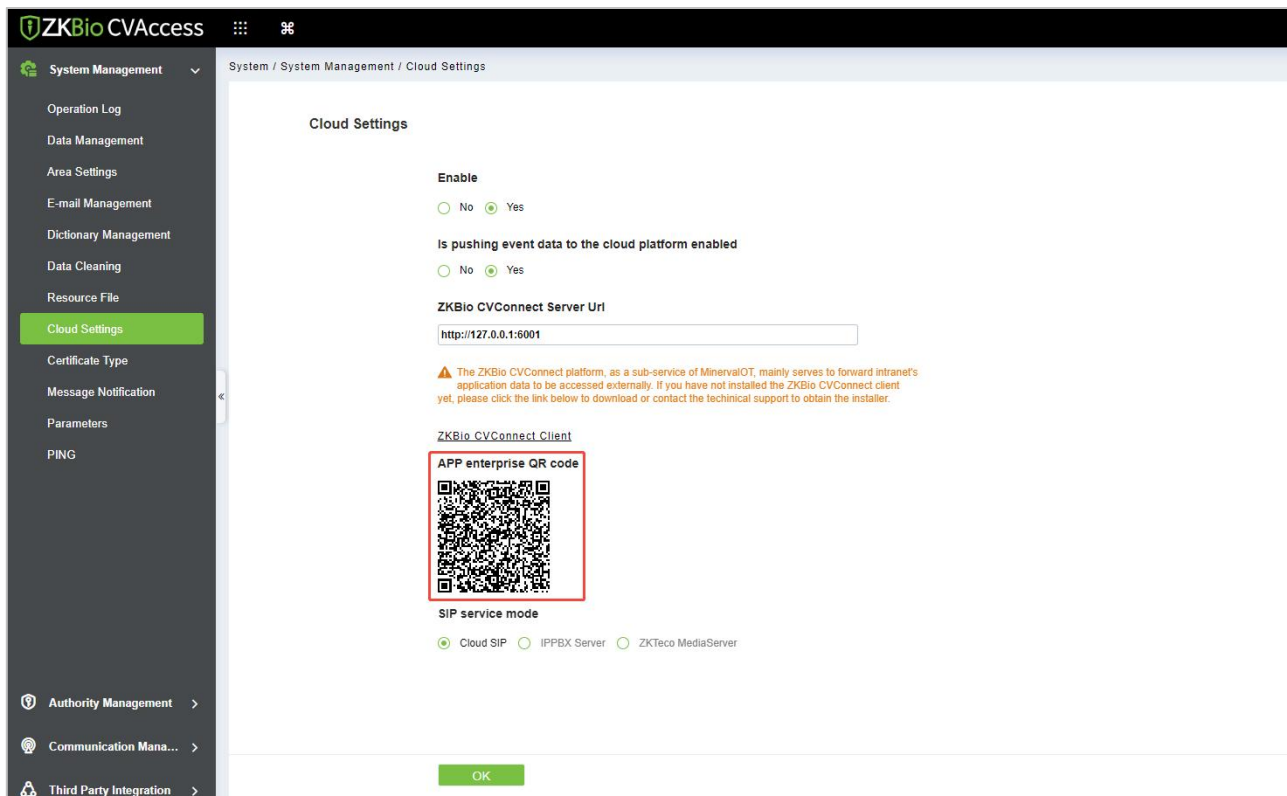 ZKBio CVAccess
System Management
Operation Log
Data Management
Area Settings
E-mail Management
Dictionary Management
Data Cleaning
Resource File
Cloud Settings
Certificate Type
Message Notification
Parameters
PING
Authority Management
Communication Mana...
Third Party Integration
System / System Management / Cloud Settings
Cloud Settings
Enable
No Yes
Is pushing event data to the cloud platform enabled
No Yes
ZKBio CVConnect Server Url
http://127.0.0.1:6001
The ZKBio CVConnect platform, as a sub-service of MinervaIOT, mainly serves to forward intranet's
application data to be accessed externally. If you have not installed the ZKBio CVConnect client
yet, please click the link below to download or contact the techinical support to obtain the installer.
ZKBio CVConnect Client
APP enterprise QR code
SIP service mode
Cloud SIP IPPBX Server ZKTeco MediaServer
OK